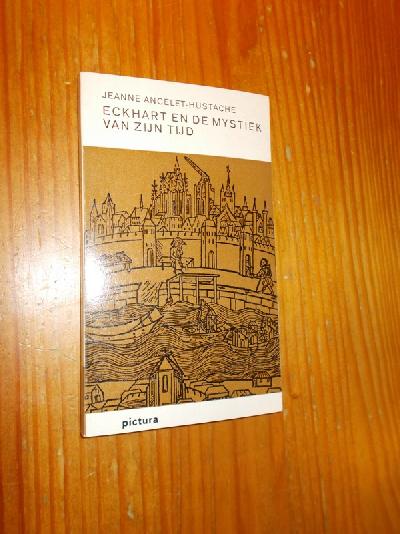 JEANNE ANCELET-HUSTACHE
ECKHART EN DE MYSTIEK
VAN ZIJN TIJD
pictura